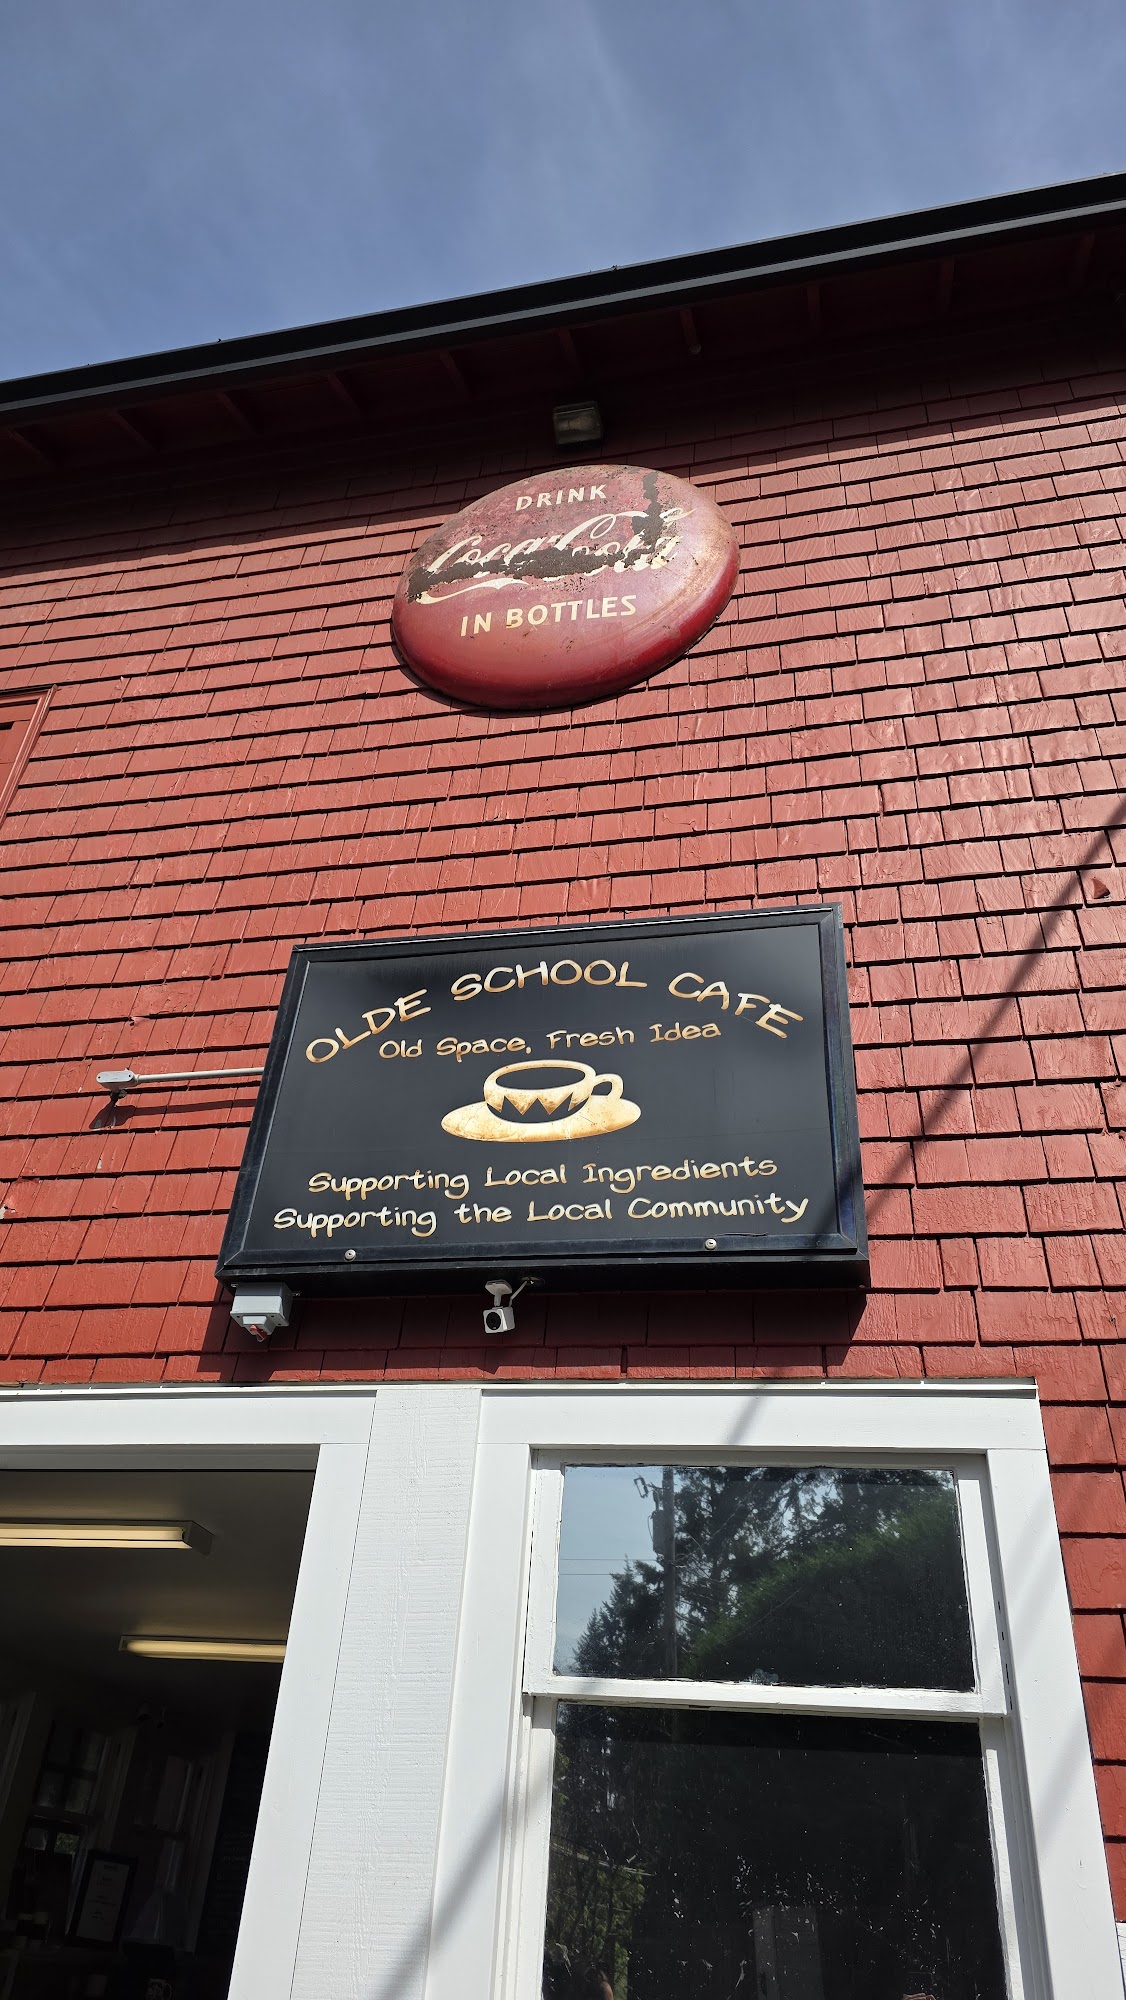 DRINK
Coca-Cola
IN BOTTLES
OLDE SCHOOL CAFE
Old Space, Fresh Idea
Supporting Local Ingredients
Supporting the Local Community